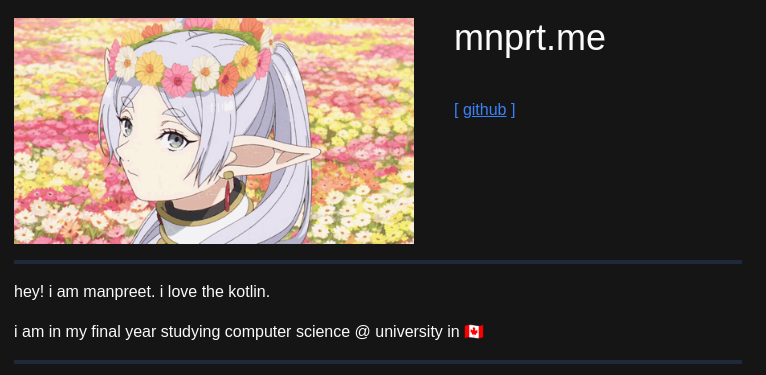 mnprt.me
[ github ]
hey! i am manpreet. i love the kotlin.
i am in my final year studying computer science @ university in 🇨🇦